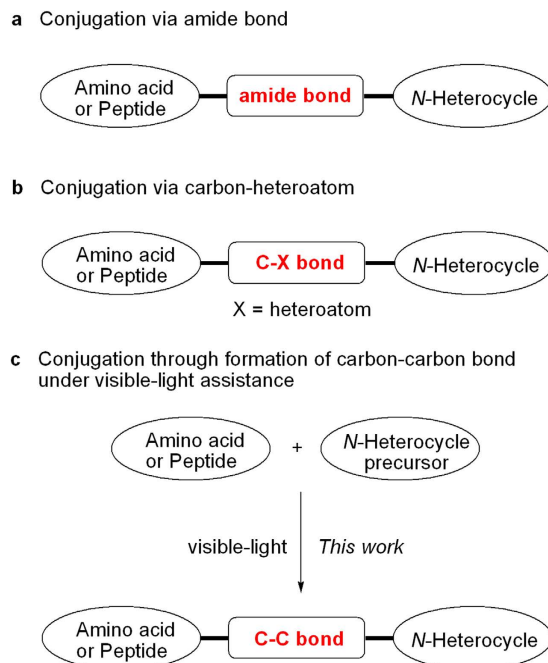 a Conjugation via amide bond
Amino acid
or Peptide
amide bond
N-Heterocycle
b Conjugation via carbon-heteroatom
Amino acid
or Peptide
C-X bond
N-Heterocycle
X = heteroatom
c Conjugation through formation of carbon-carbon bond
under visible-light assistance
Amino acid
or Peptide
+
N-Heterocycle
precursor
visible-light This work
Amino acid
or Peptide
C-C bond
N-Heterocycle